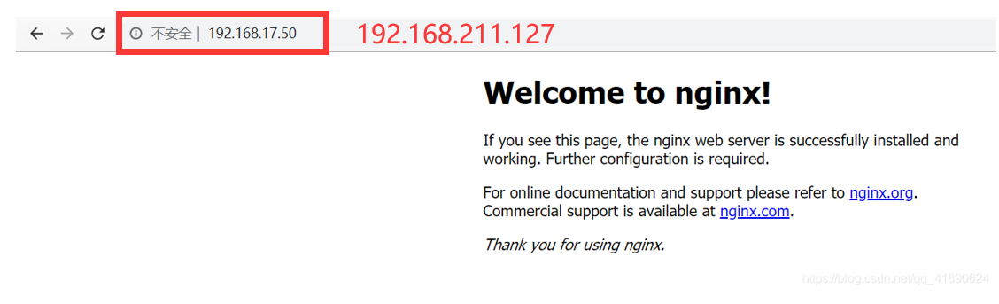 不安全 | 192.168.17.50 192.168.211.127
Welcome to nginx!
If you see this page, the nginx web server is successfully installed and
working. Further configuration is required.
For online documentation and support please refer to nginx.org.
Commercial support is available at nginx.com.
Thank you for using nginx.
https://blog.csdn.net/qq_41890624